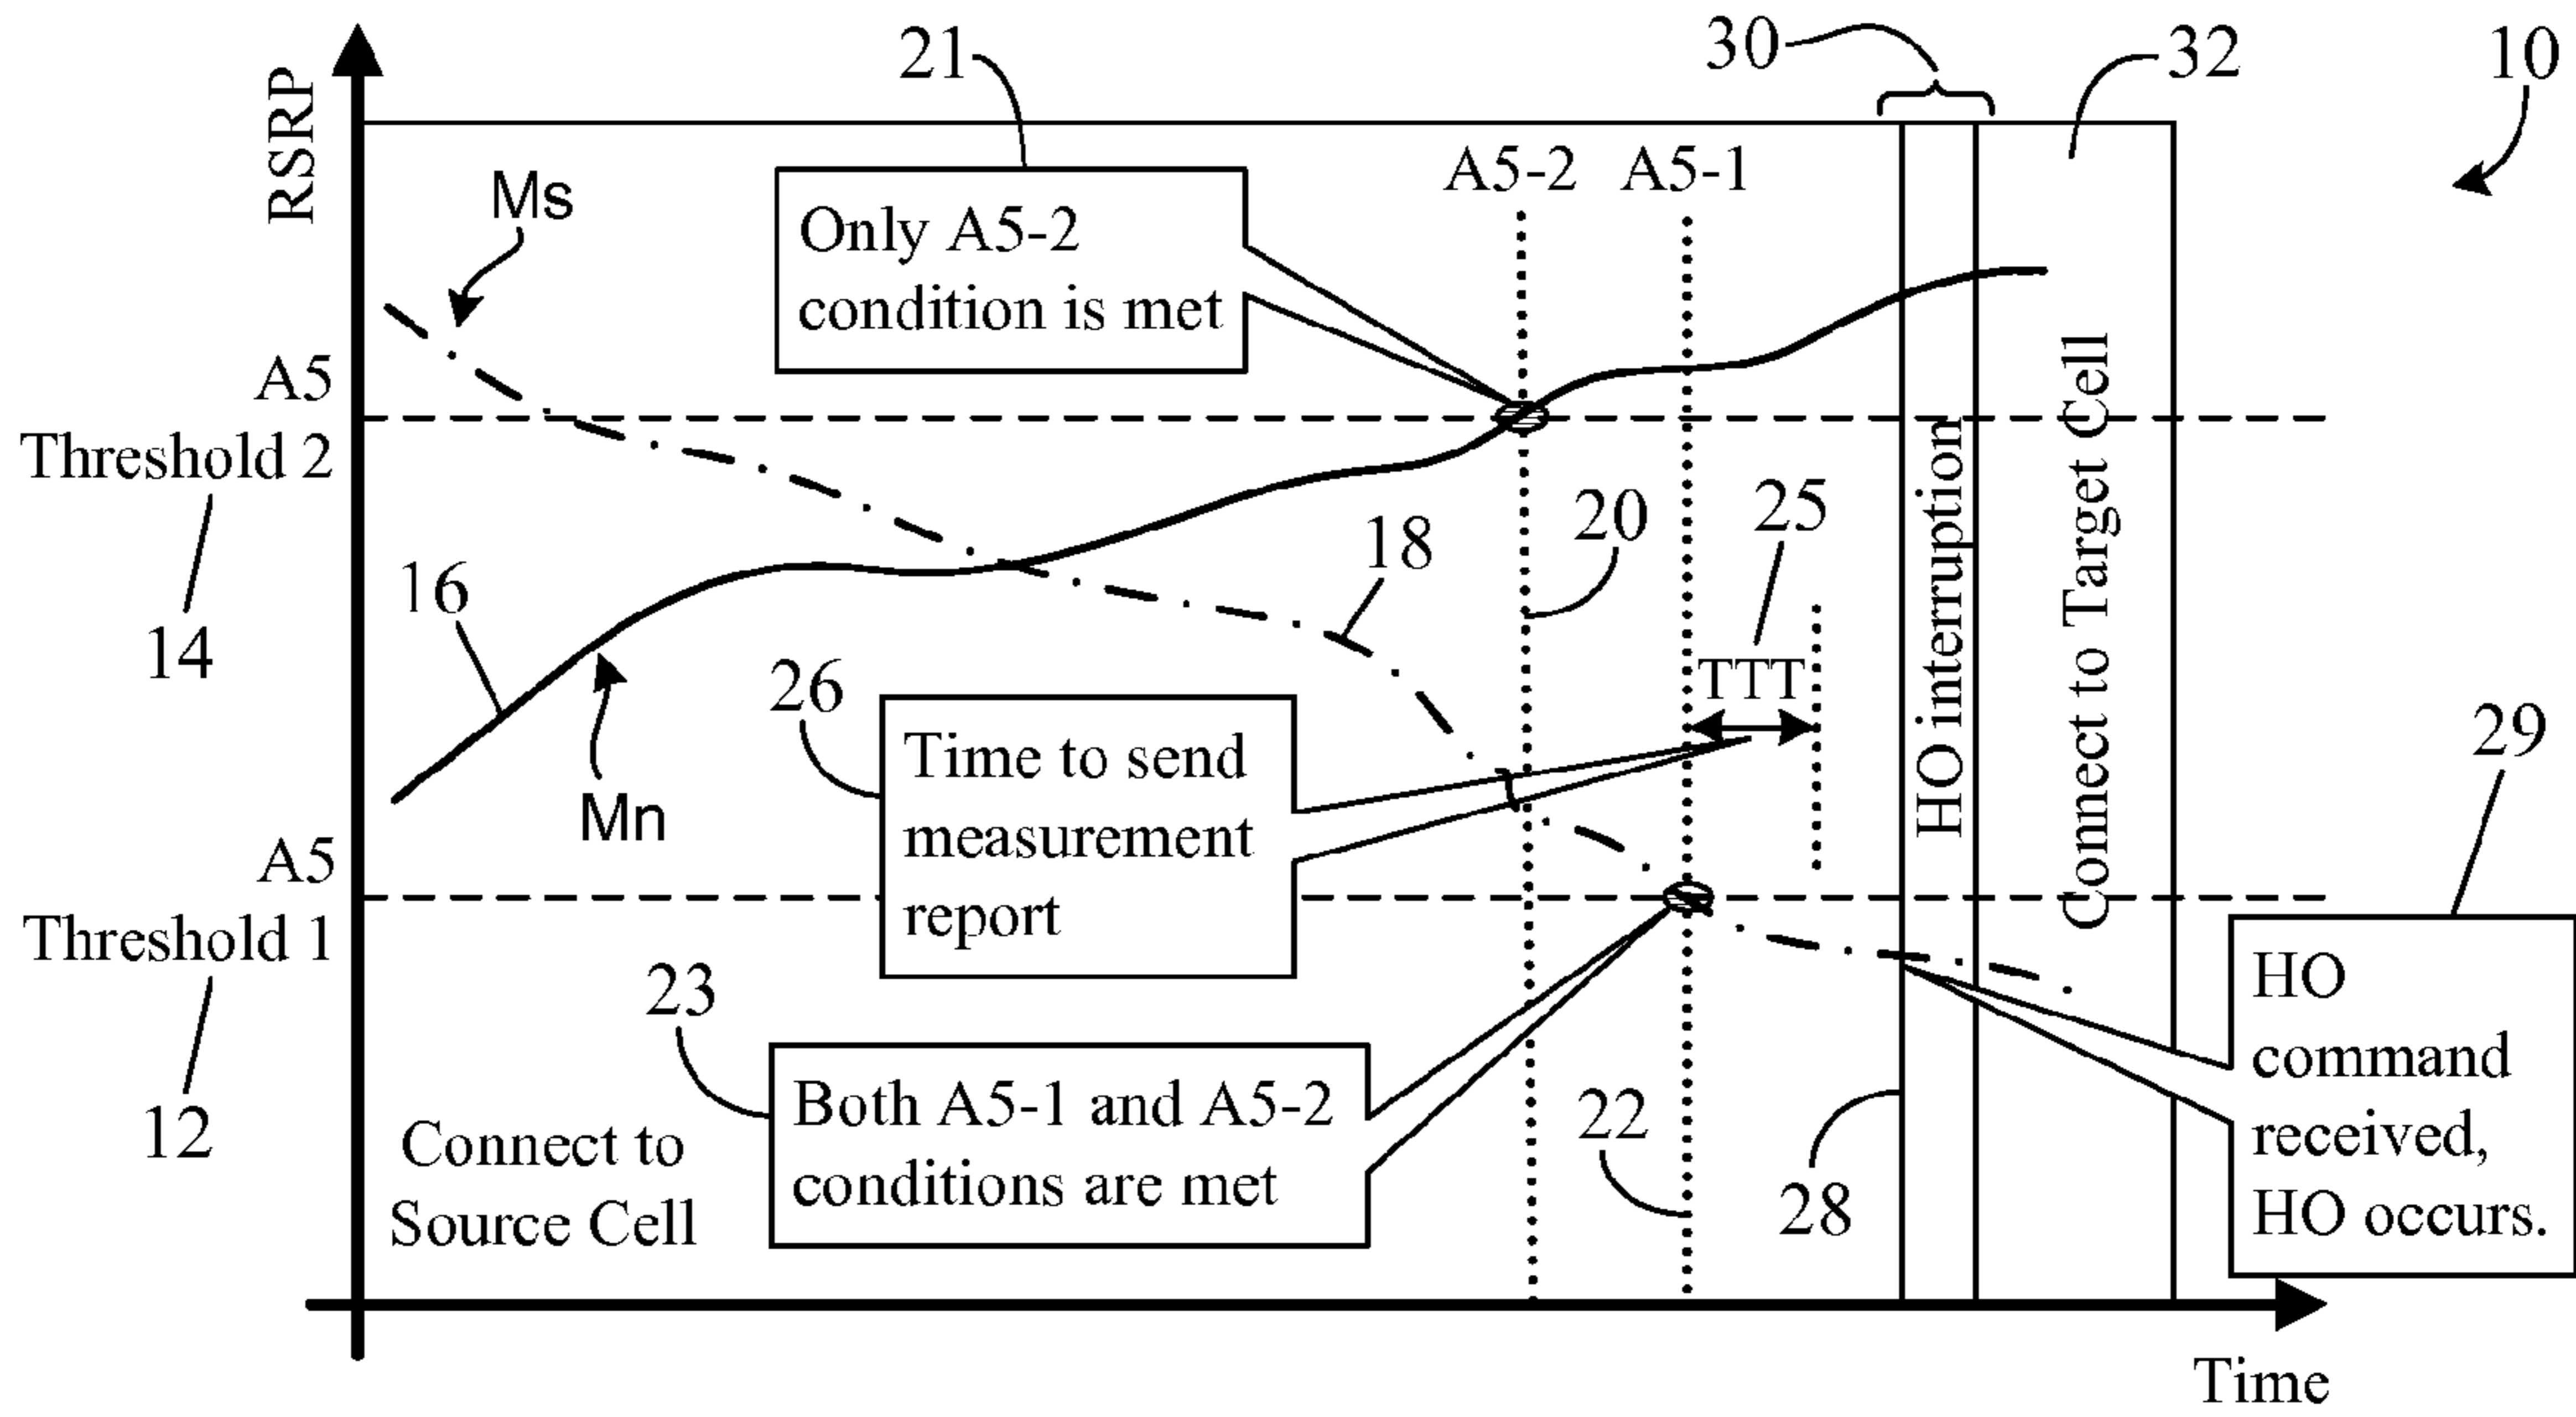 30
32
10
21
RSRP
Ms
A5-2 A5-1
Only A5-2
condition is met
A5
Threshold 2
14
16
18
20
25
TTT
HO interruption
Connect to Target Cell
26
Time to send
measurement
report
Mn
29
A5
Threshold 1
12
23
Both A5-1 and A5-2
conditions are met
22
28
HO
command
received,
HO occurs.
Connect to
Source Cell
Time